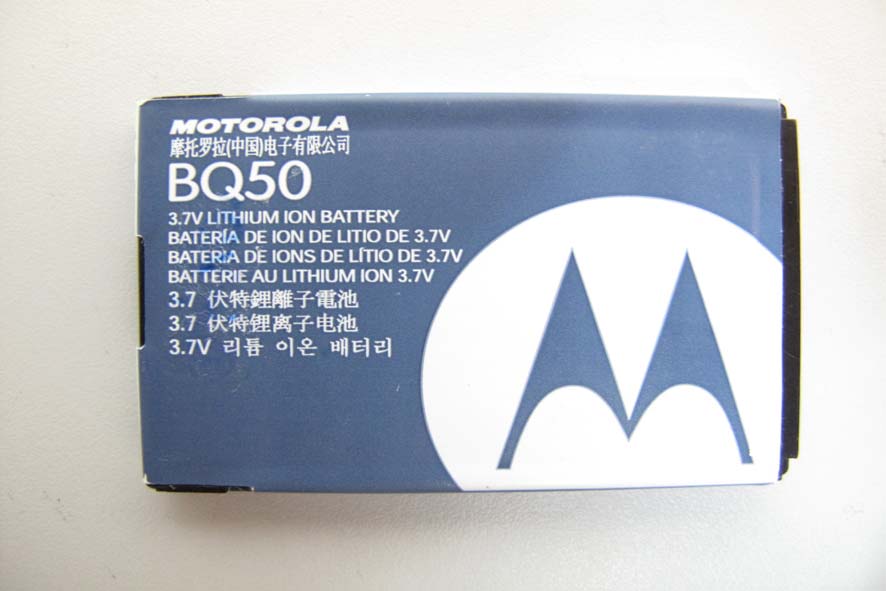 MOTOROLA
摩托罗拉(中国)电子有限公司
BQ50
3.7V LITHIUM ION BATTERY
BATERÍA DE ION DE LITIO DE 3.7V
BATERIA DE IONS DE LÍTIO DE 3.7V
BATTERIE AU LITHIUM ION 3.7V
3.7 伏特鋰離子電池
3.7 伏特锂离子电池
3.7V 리튬 이온 배터리